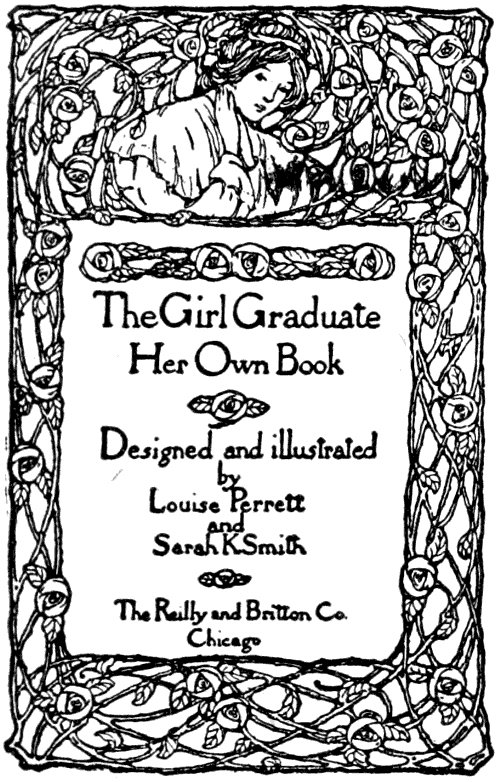 The Girl Graduate
Her Own Book
Designed and illustrated
by
Louise Perrett
and
Sarah K. Smith
The Reilly and Britton Co.
Chicago